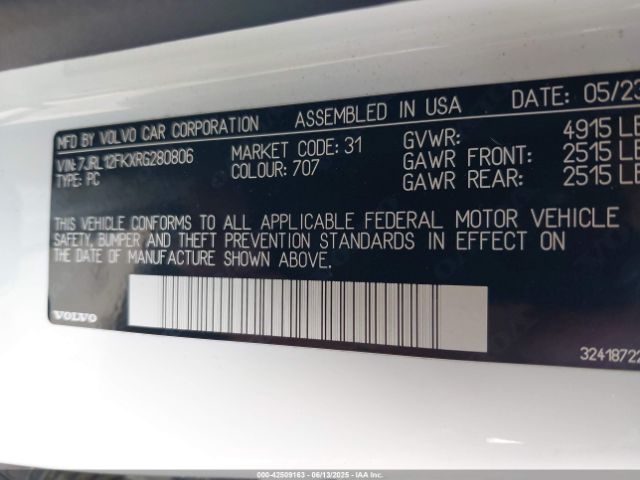 MFD BY VOLVO CAR CORPORATION ASSEMBLED IN USA DATE: 05/23
VIN: 7JRL12FKXRG280806 MARKET CODE: 31 GVWR: 4915 LB
TYPE: PC COLOUR: 707 GAWR FRONT: 2515 LB
GAWR REAR: 2515 LB
THIS VEHICLE CONFORMS TO ALL APPLICABLE FEDERAL MOTOR VEHICLE
SAFETY, BUMPER AND THEFT PREVENTION STANDARDS IN EFFECT ON
THE DATE OF MANUFACTURE SHOWN ABOVE.
VOLVO
32418722
000-42509163 - 06/13/2025 - IAAI.CA